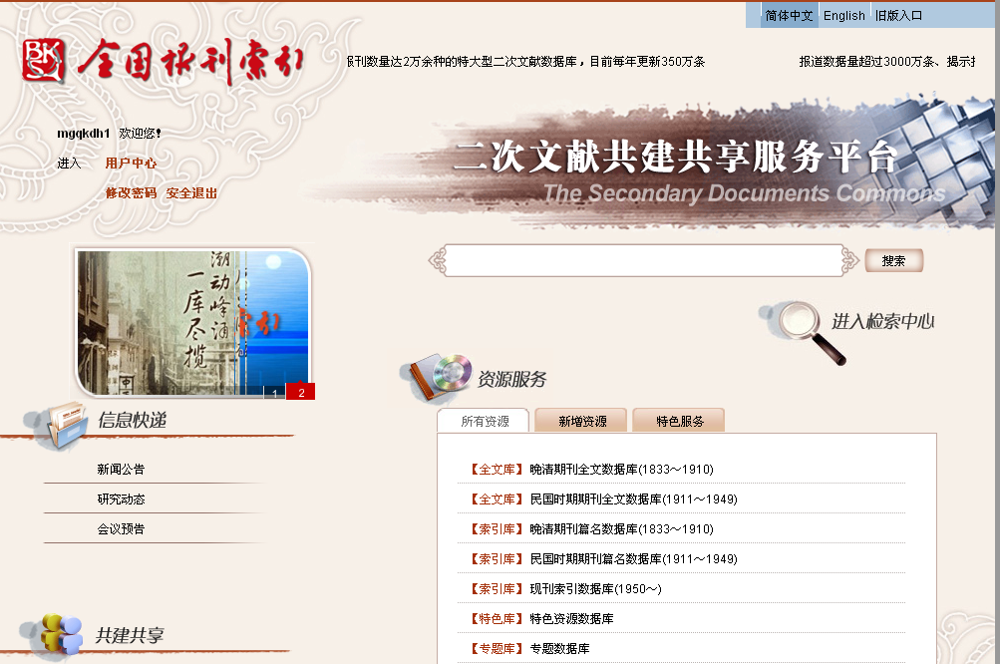 简体中文 English 旧版入口
BKSY 全国报刊索引
报刊数量达2万余种的特大型二次文献数据库，目前每年更新350万条 报道数据量超过3000万条、揭示报
mgqkdh1 欢迎您!
进入 用户中心
修改密码 安全退出
二次文献共建共享服务平台
The Secondary Documents Commons
搜索
潮动峰涌
一库尽揽
索引
1 2
进入检索中心
资源服务
信息快递
所有资源 新增资源 特色服务
新闻公告
研究动态
会议预告
【全文库】 晚清期刊全文数据库(1833～1910)
【全文库】 民国时期期刊全文数据库(1911～1949)
【索引库】 晚清期刊篇名数据库(1833～1910)
【索引库】 民国时期期刊篇名数据库(1911～1949)
【索引库】 现刊索引数据库(1950～)
【特色库】 特色资源数据库
【专题库】 专题数据库
共建共享